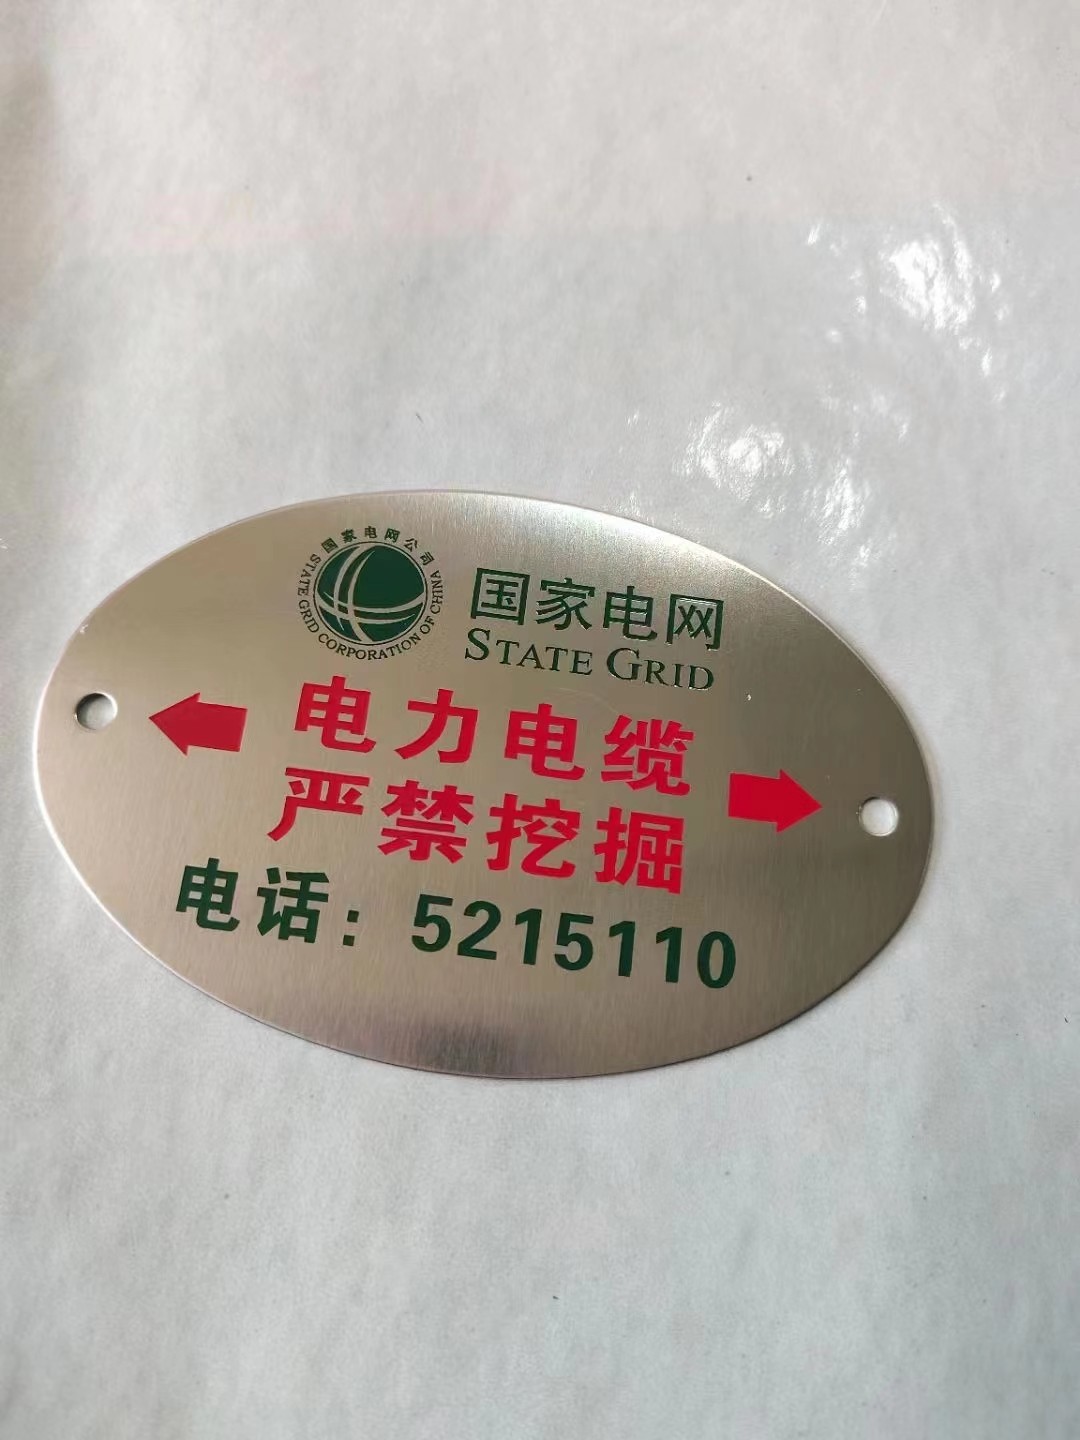 国家电网公司
STATE GRID CORPORATION OF CHINA
国家电网
STATE GRID
电力电缆
严禁挖掘
电话：5215110